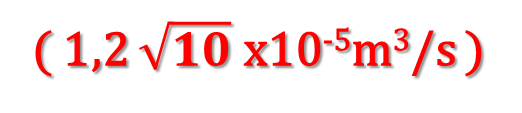 ( 1,2 √10 x10⁻⁵m³/s )